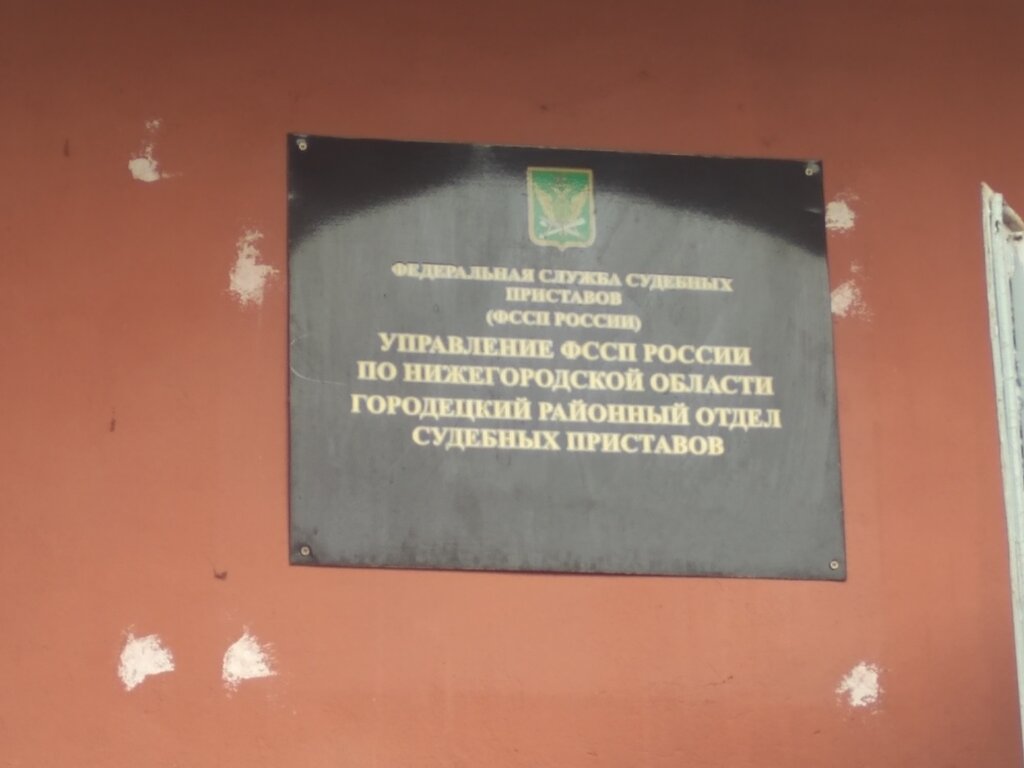 ФЕДЕРАЛЬНАЯ СЛУЖБА СУДЕБНЫХ
ПРИСТАВОВ
(ФССП РОССИИ)
УПРАВЛЕНИЕ ФССП РОССИИ
ПО НИЖЕГОРОДСКОЙ ОБЛАСТИ
ГОРОДЕЦКИЙ РАЙОННЫЙ ОТДЕЛ
СУДЕБНЫХ ПРИСТАВОВ